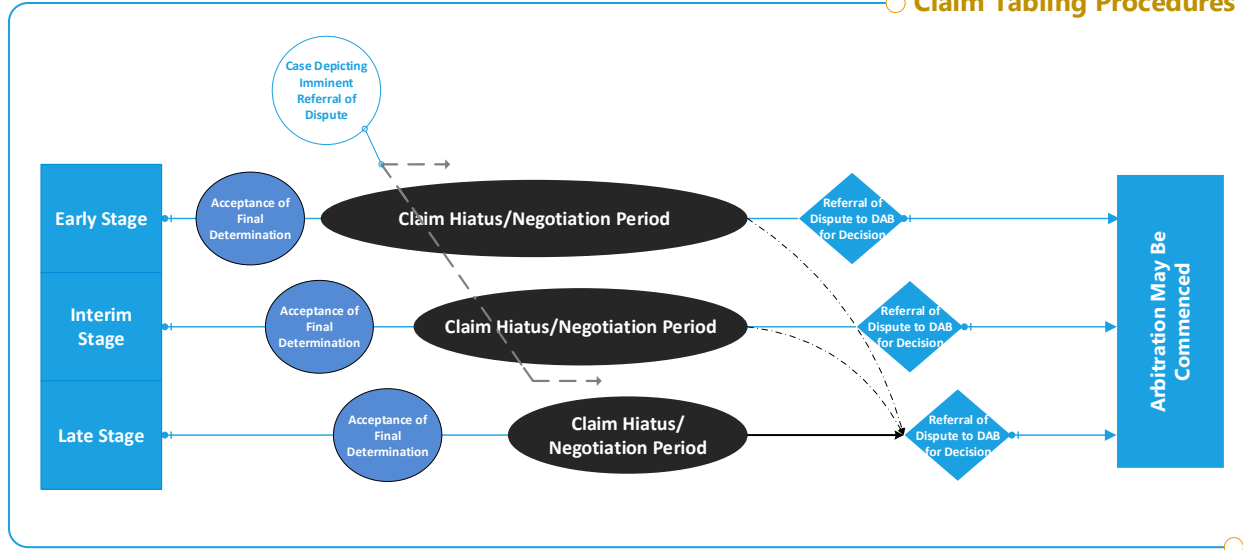 Claim Tabling Procedures
Case Depicting
Imminent
Referral of
Dispute
Early Stage
Acceptance of
Final
Determination
Claim Hiatus/Negotiation Period
Referral of
Dispute to DAB
for Decision
Interim
Stage
Acceptance of
Final
Determination
Claim Hiatus/Negotiation Period
Referral of
Dispute to DAB
for Decision
Late Stage
Acceptance of
Final
Determination
Claim Hiatus/
Negotiation Period
Referral of
Dispute to DAB
for Decision
Arbitration May Be
Commenced